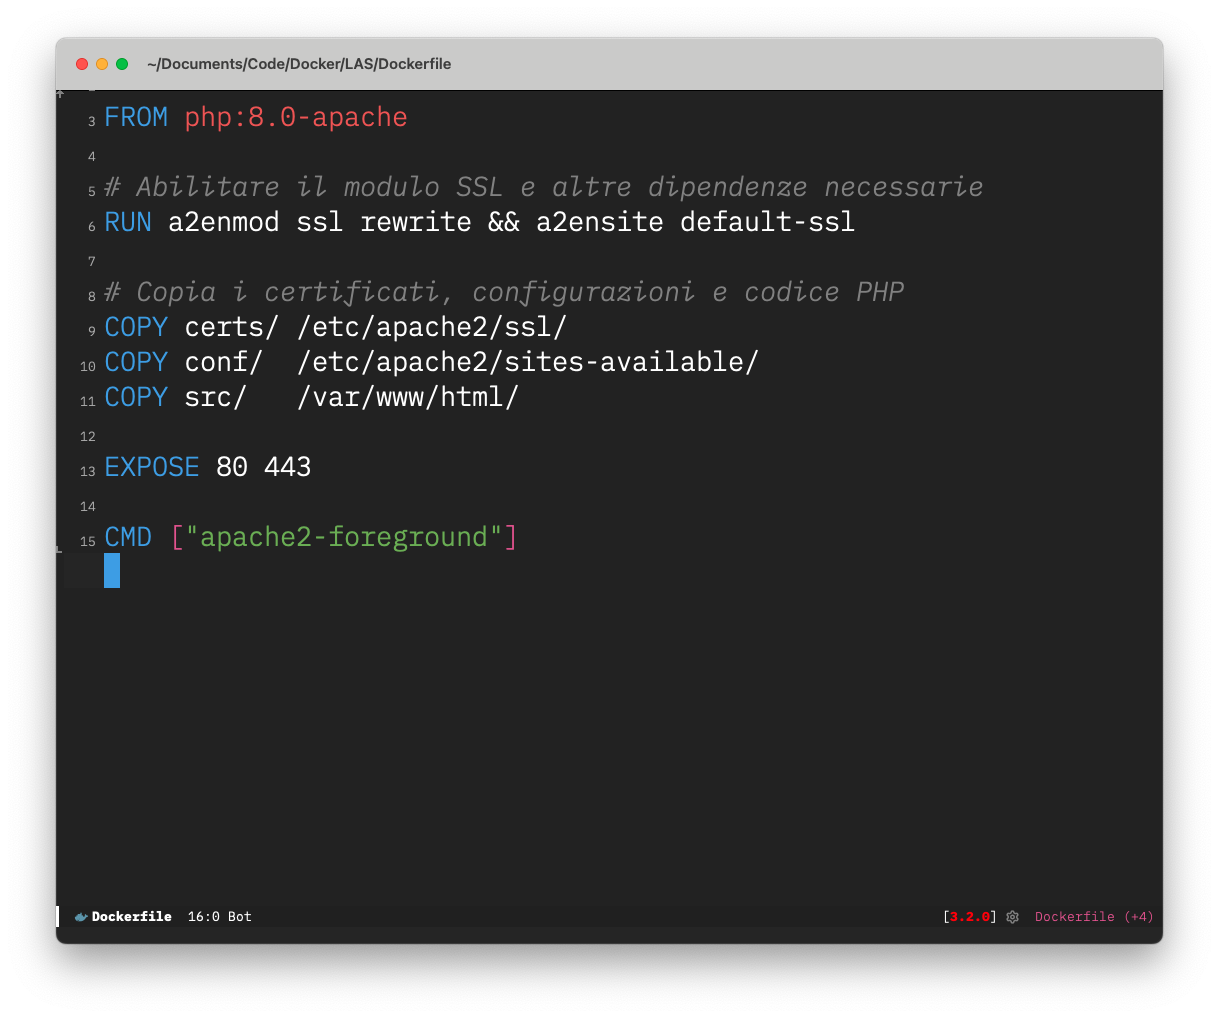 ~/Documents/Code/Docker/LAS/Dockerfile
3 FROM php:8.0-apache
4
5 # Abilitare il modulo SSL e altre dipendenze necessarie
6 RUN a2enmod ssl rewrite && a2ensite default-ssl
7
8 # Copia i certificati, configurazioni e codice PHP
9 COPY certs/ /etc/apache2/ssl/
10 COPY conf/  /etc/apache2/sites-available/
11 COPY src/   /var/www/html/
12
13 EXPOSE 80 443
14
15 CMD ["apache2-foreground"]
Dockerfile 16:0 Bot [3.2.0] Dockerfile (+4)